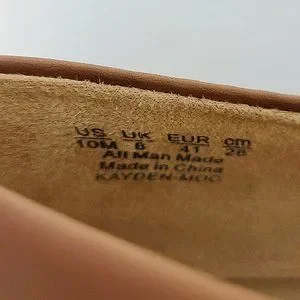 US UK EUR cm
10M 8 41 26
All Man Made
Made in China
KAYDEN-MOC